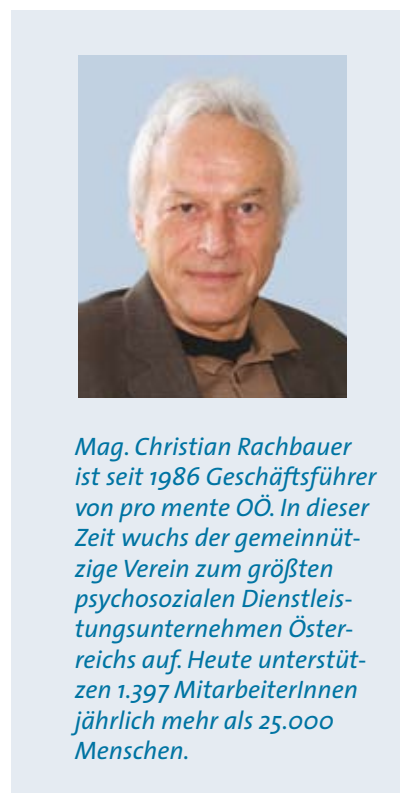 Mag. Christian Rachbauer
ist seit 1986 Geschäftsführer
von pro mente OÖ. In dieser
Zeit wuchs der gemeinnüt-
zige Verein zum größten
psychosozialen Dienstleis-
tungsunternehmen Öster-
reichs auf. Heute unterstüt-
zen 1.397 MitarbeiterInnen
jährlich mehr als 25.000
Menschen.